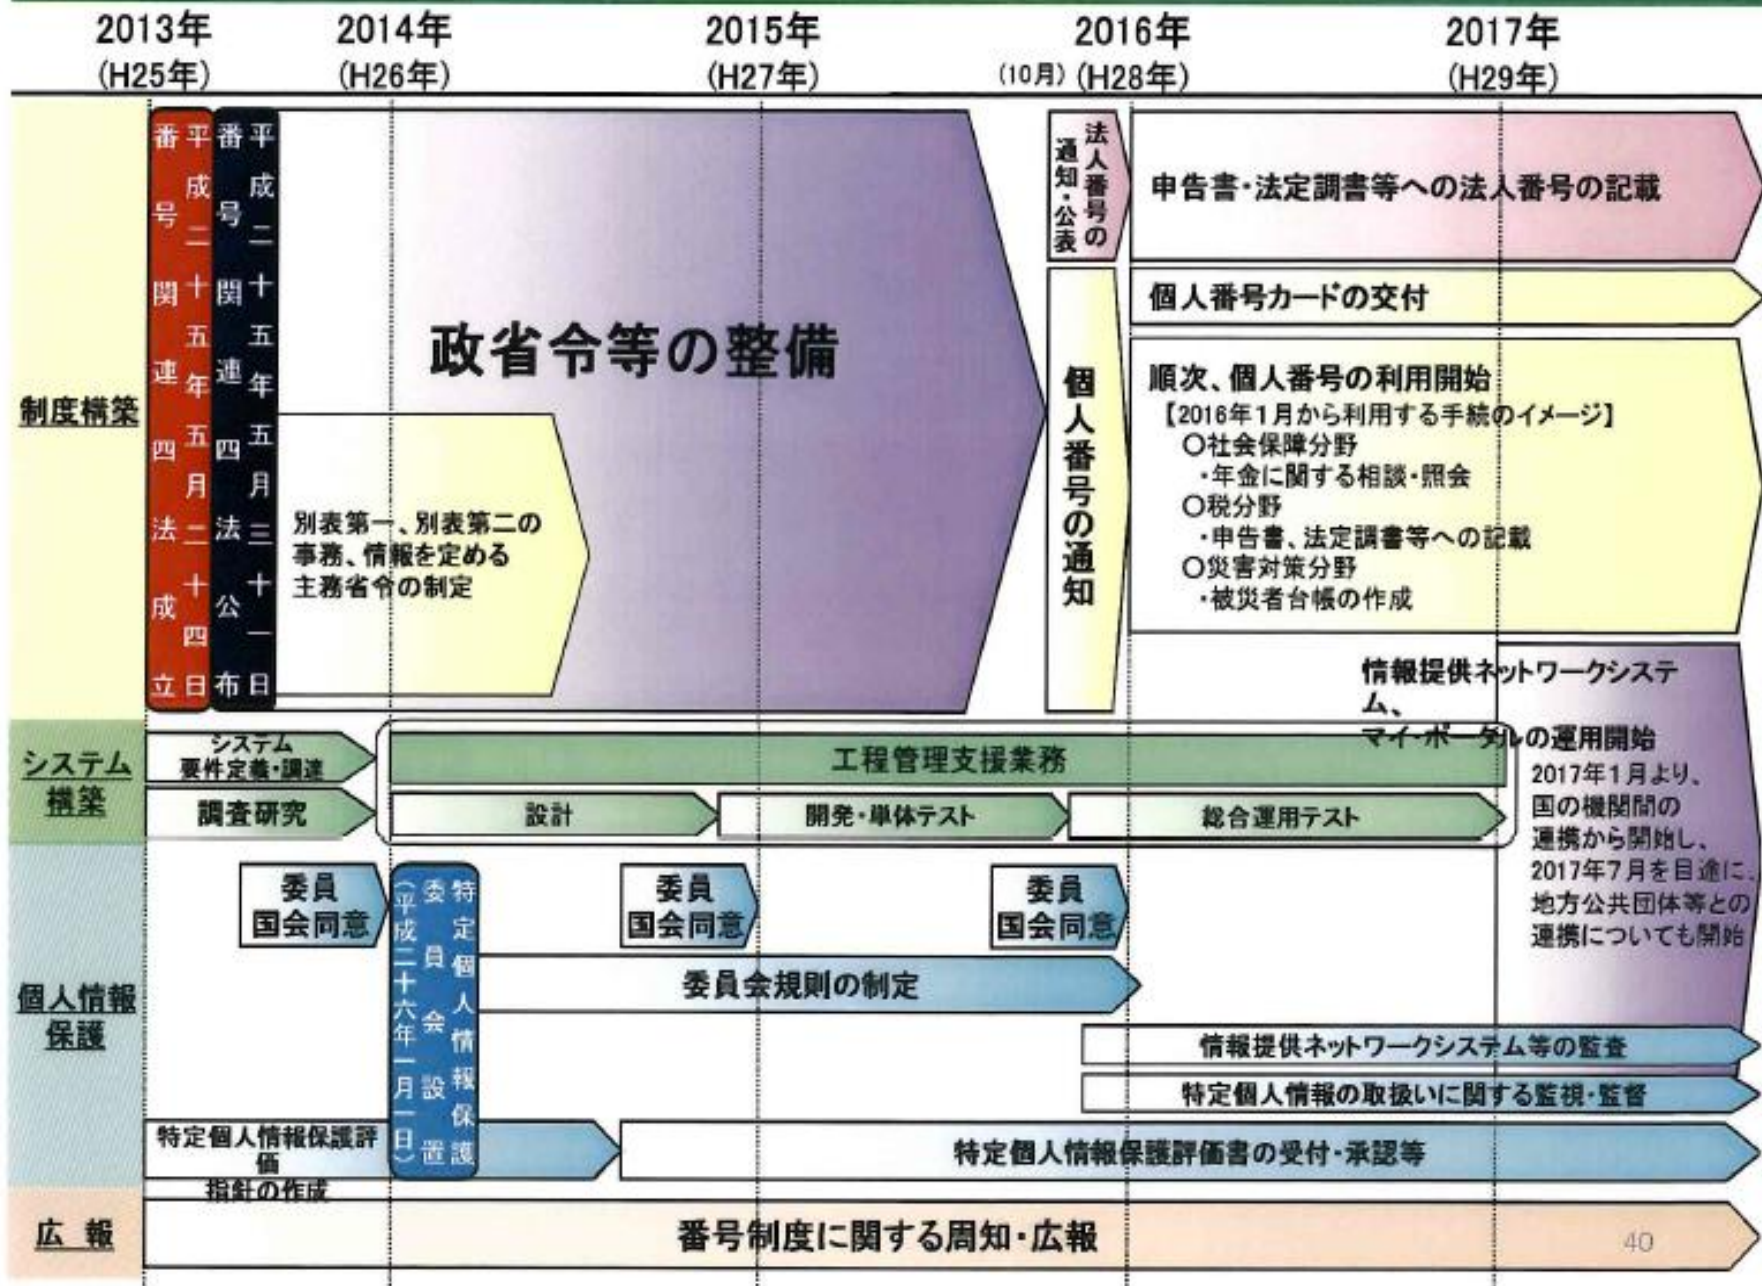 2013年
(H25年)
2014年
(H26年)
2015年
(H27年)
(10月)
2016年
(H28年)
2017年
(H29年)
制度構築
平成二十五年五月二十四日
番号関連四法成立
平成二十五年五月三十一日
番号関連四法公布
政省令等の整備
別表第一、別表第二の
事務、情報を定める
主務省令の制定
法人番号の
通知・公表
申告書・法定調書等への法人番号の記載
個人番号の通知
個人番号カードの交付
順次、個人番号の利用開始
【2016年1月から利用する手続のイメージ】
○社会保障分野
・年金に関する相談・照会
○税分野
・申告書、法定調書等への記載
○災害対策分野
・被災者台帳の作成
情報提供ネットワークシステ
ム、
マイ・ポータルの運用開始
2017年1月より、
国の機関間の
連携から開始し、
2017年7月を目途に、
地方公共団体等との
連携についても開始
システム
構築
システム
要件定義・調達
調査研究
工程管理支援業務
設計
開発・単体テスト
総合運用テスト
個人情報
保護
委員
国会同意
特定個人情報保護
委員会設置
(平成二十六年一月一日)
委員
国会同意
委員
国会同意
委員会規則の制定
情報提供ネットワークシステム等の監査
特定個人情報の取扱いに関する監視・監督
特定個人情報保護評
価
指針の作成
特定個人情報保護評価書の受付・承認等
広 報
番号制度に関する周知・広報
40